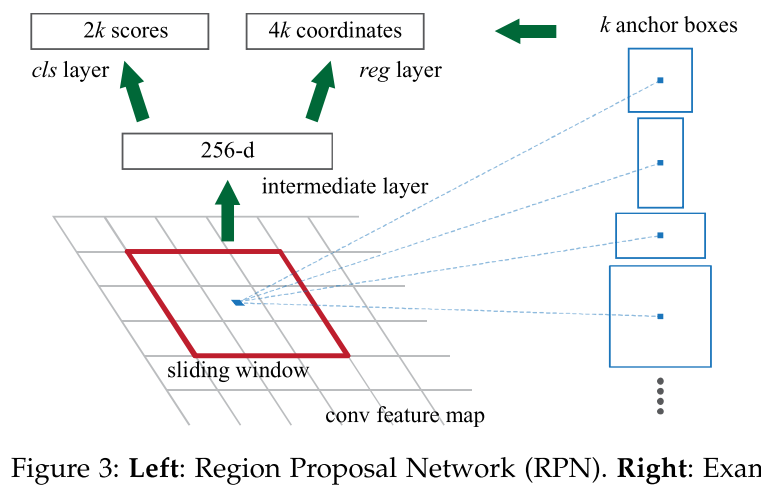 2k scores
4k coordinates
k anchor boxes
cls layer
reg layer
256-d
intermediate layer
sliding window
conv feature map
Figure 3: Left: Region Proposal Network (RPN). Right: Exam